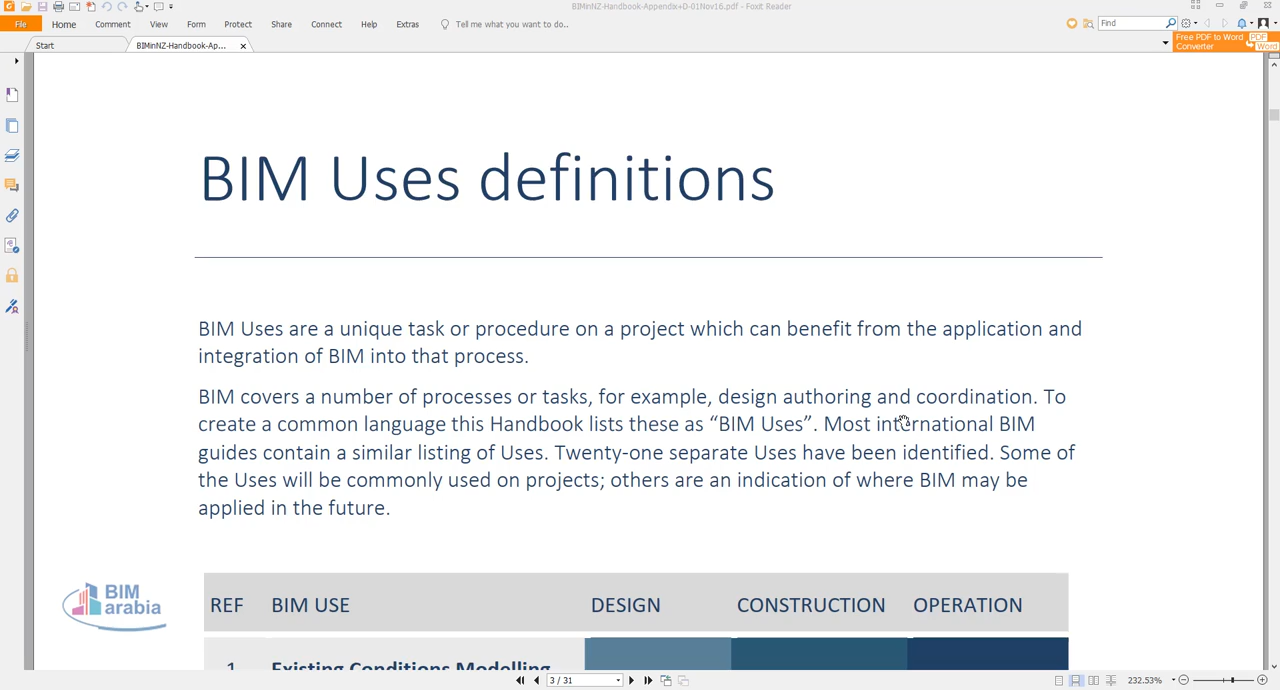 BIMinNZ-Handbook-Appendix+D-01Nov16.pdf - Foxit Reader
File Home Comment View Form Protect Share Connect Help Extras Tell me what you want to do.. Find
Start BIMinNZ-Handbook-Ap... Free PDF to Word
Converter
PDF
Word
BIM Uses definitions
BIM Uses are a unique task or procedure on a project which can benefit from the application and
integration of BIM into that process.
BIM covers a number of processes or tasks, for example, design authoring and coordination. To
create a common language this Handbook lists these as “BIM Uses”. Most international BIM
guides contain a similar listing of Uses. Twenty-one separate Uses have been identified. Some of
the Uses will be commonly used on projects; others are an indication of where BIM may be
applied in the future.
BIM
arabia
REF BIM USE DESIGN CONSTRUCTION OPERATION
1 Existing Conditions Modelling
3 / 31 232.53%